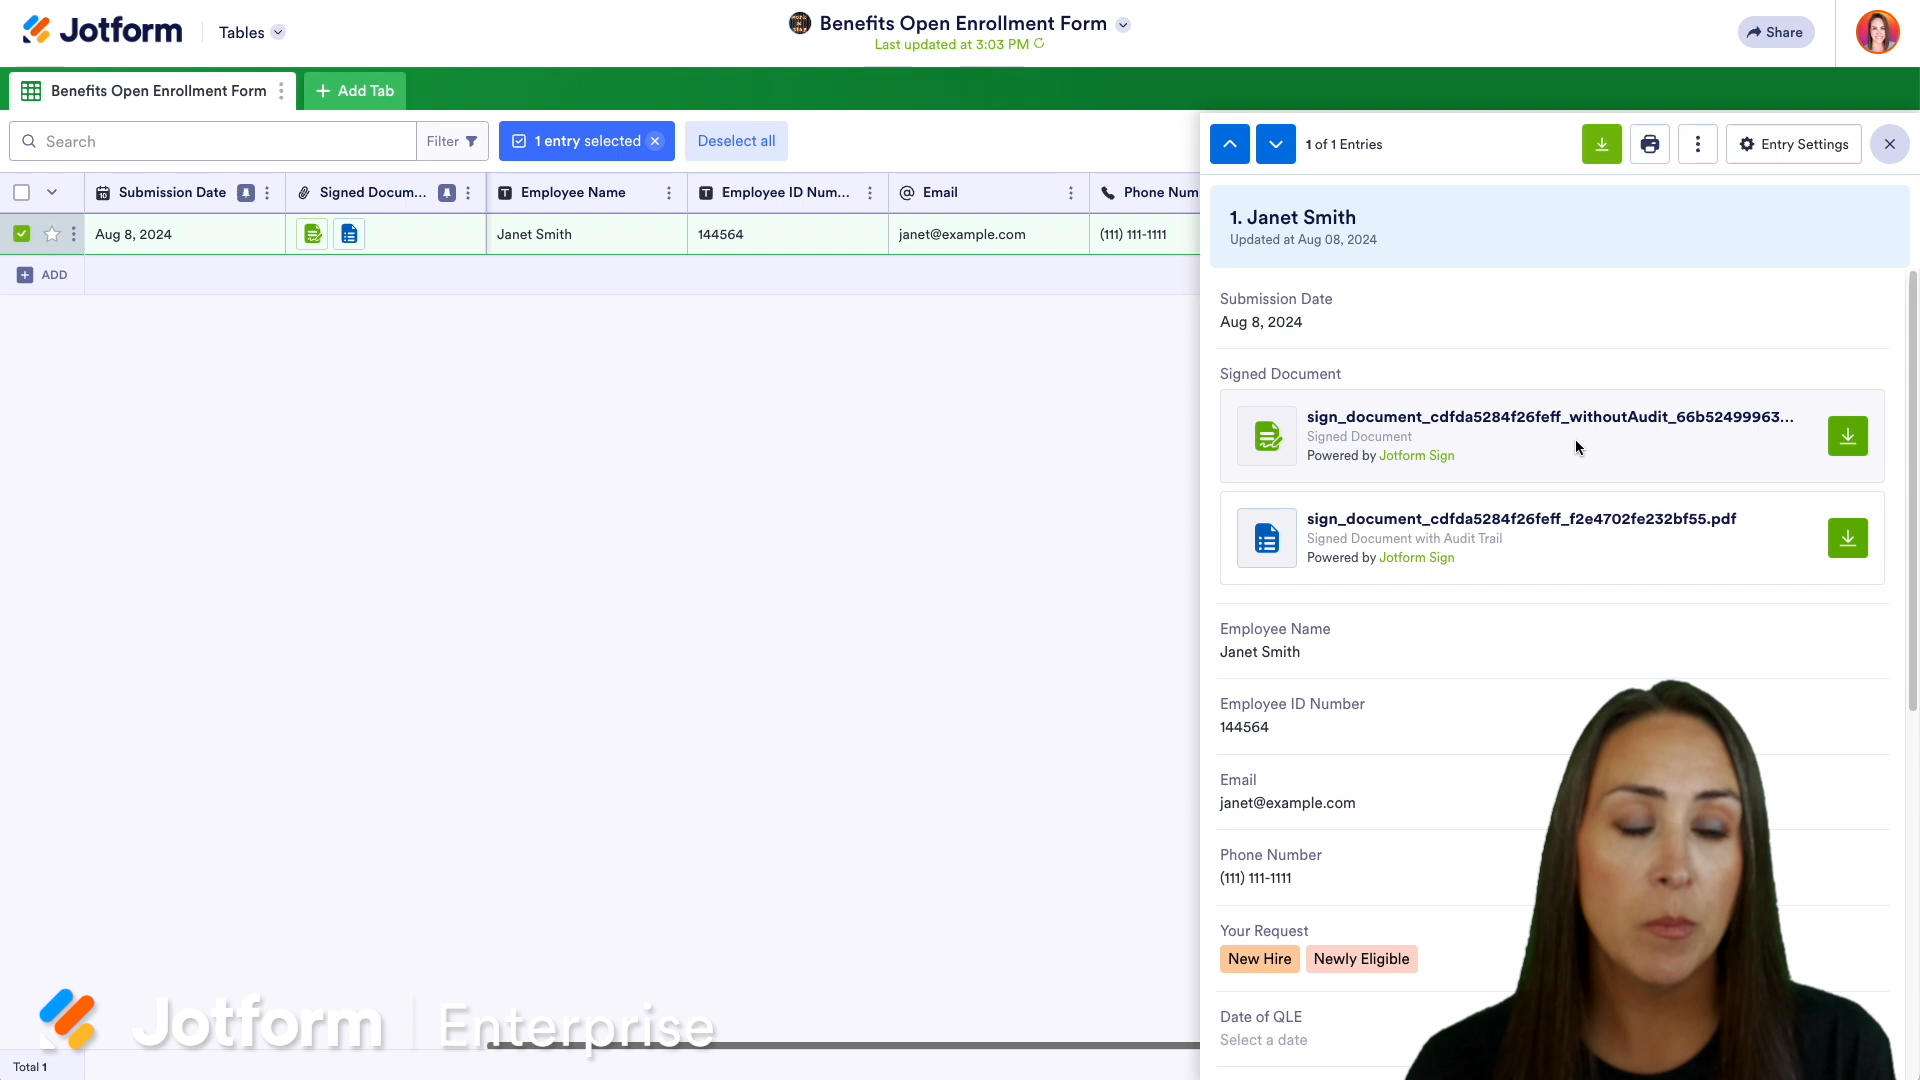 Jotform
Tables
Benefits Open Enrollment Form
Last updated at 3:03 PM
Share
Benefits Open Enrollment Form
+ Add Tab
Search
Filter
1 entry selected
Deselect all
1 of 1 Entries
Entry Settings
Submission Date
Signed Docum...
Employee Name
Employee ID Num...
Email
Phone Num
Aug 8, 2024
Janet Smith
144564
janet@example.com
(111) 111-1111
ADD
1. Janet Smith
Updated at Aug 08, 2024
Submission Date
Aug 8, 2024
Signed Document
sign_document_cdfda5284f26feff_withoutAudit_66b52499963...
Signed Document
Powered by Jotform Sign
sign_document_cdfda5284f26feff_f2e4702fe232bf55.pdf
Signed Document with Audit Trail
Powered by Jotform Sign
Employee Name
Janet Smith
Employee ID Number
144564
Email
janet@example.com
Phone Number
(111) 111-1111
Your Request
New Hire
Newly Eligible
Date of QLE
Select a date
Jotform | Enterprise
Total 1